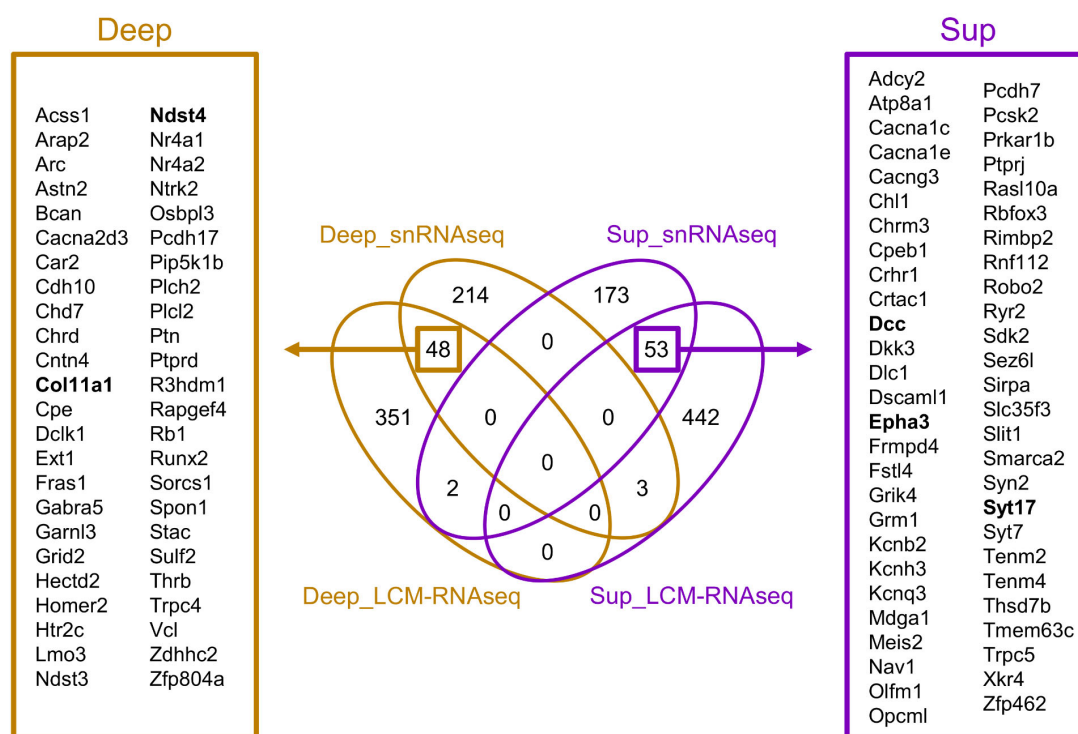 Deep
Acss1
Arap2
Arc
Astn2
Bcan
Cacna2d3
Car2
Cdh10
Chd7
Chrd
Cntn4
Col11a1
Cpe
Dclk1
Ext1
Fras1
Gabra5
Garnl3
Grid2
Hectd2
Homer2
Htr2c
Lmo3
Ndst3
Ndst4
Nr4a1
Nr4a2
Ntrk2
Osbpl3
Pcdh17
Pip5k1b
Plch2
Plcl2
Ptn
Ptprd
R3hdm1
Rapgef4
Rb1
Runx2
Sorcs1
Spon1
Stac
Sulf2
Thrb
Trpc4
Vcl
Zdhhc2
Zfp804a
Deep_snRNAseq
Sup_snRNAseq
214
173
0
48
53
351
0
0
442
0
2
3
0
0
0
Deep_LCM-RNAseq
Sup_LCM-RNAseq
Sup
Adcy2
Atp8a1
Cacna1c
Cacna1e
Cacng3
Chl1
Chrm3
Cpeb1
Crhr1
Crtac1
Dcc
Dkk3
Dlc1
Dscaml1
Epha3
Frmpd4
Fstl4
Grik4
Grm1
Kcnb2
Kcnh3
Kcnq3
Mdga1
Meis2
Nav1
Olfm1
Opcml
Pcdh7
Pcsk2
Prkar1b
Ptprj
Rasl10a
Rbfox3
Rimbp2
Rnf112
Robo2
Ryr2
Sdk2
Sez6l
Sirpa
Slc35f3
Slit1
Smarca2
Syn2
Syt17
Syt7
Tenm2
Tenm4
Thsd7b
Tmem63c
Trpc5
Xkr4
Zfp462